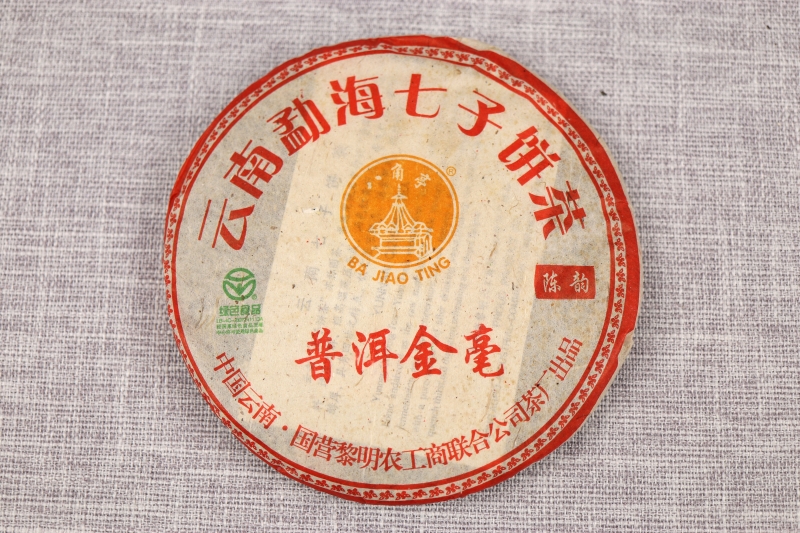 云南勐海七子饼茶
八角亭
®
BA JIAO TING
陈韵
绿色食品
普洱金毫
中国云南·国营黎明农工商联合公司茶厂出品